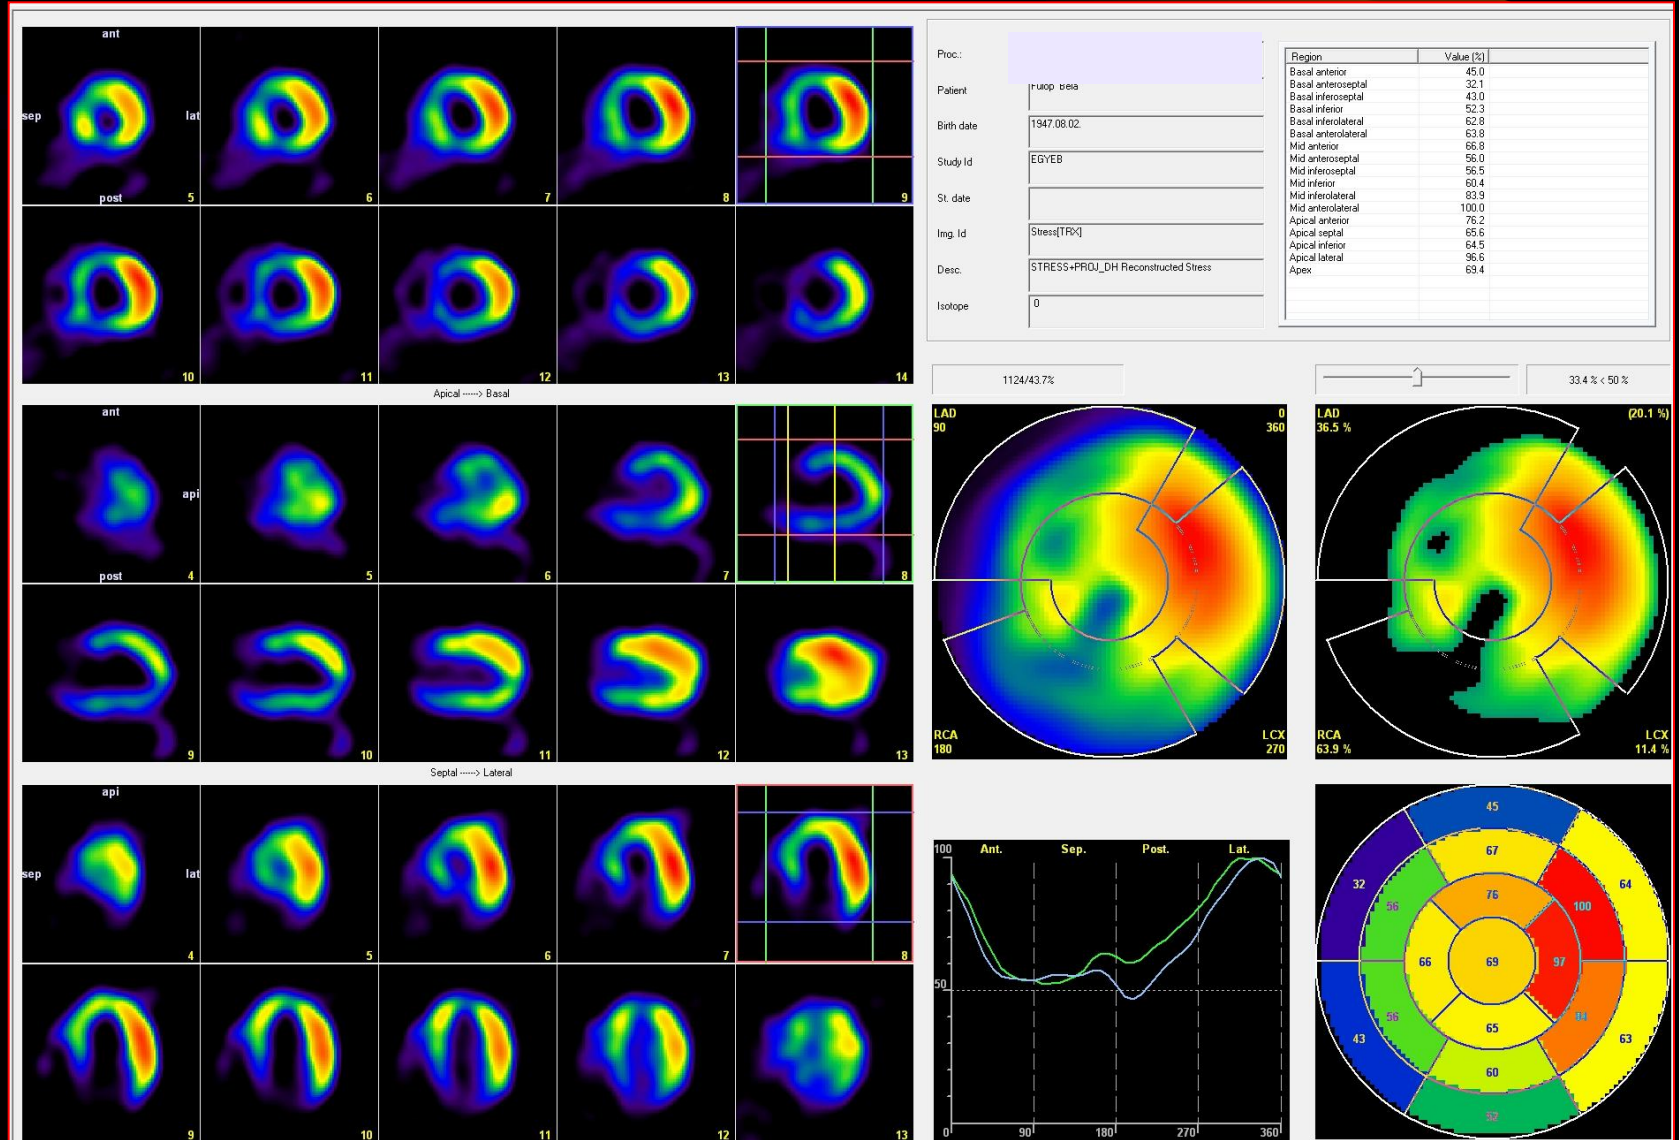 ant
sep
lat
post
5
6
7
8
9
10
11
12
13
14
Apical -----> Basal
ant
api
post
4
5
6
7
8
9
10
11
12
13
Septal -----> Lateral
api
sep
lat
4
5
6
7
8
9
10
11
12
13
Proc.:
Patient
Fulop Bela
Birth date
1947.08.02.
Study Id
EGYEB
St. date
Img. Id
Stress[TRX]
Desc.
STRESS+PROJ_DH Reconstructed Stress
Isotope
0
Region Value (%)
Basal anterior 45.0
Basal anteroseptal 32.1
Basal inferoseptal 43.0
Basal inferior 52.3
Basal inferolateral 62.8
Basal anterolateral 63.8
Mid anterior 66.8
Mid anteroseptal 56.0
Mid inferoseptal 56.5
Mid inferior 60.4
Mid inferolateral 83.9
Mid anterolateral 100.0
Apical anterior 76.2
Apical septal 65.6
Apical inferior 64.5
Apical lateral 96.6
Apex 69.4
1124/43.7%
33.4 % < 50 %
LAD
90
0
360
RCA
180
LCX
270
LAD
36.5 %
(20.1 %)
RCA
63.9 %
LCX
11.4 %
100
Ant.
Sep.
Post.
Lat.
50
0
90
180
270
360
45
32
67
64
56
76
100
66
69
97
56
65
84
43
60
63
52